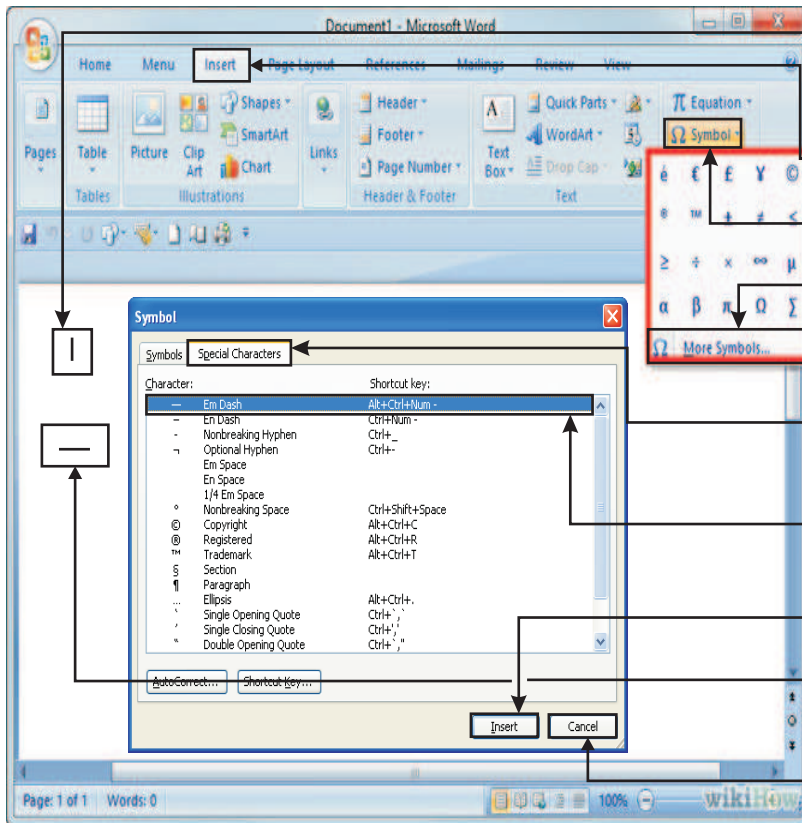 Document1 - Microsoft Word
Home Menu Insert Page Layout References Mailings Review View
Shapes Header Quick Parts π Equation
SmartArt Footer WordArt Ω Symbol
Pages Table Picture Clip Art Chart Links Page Number Text Box Drop Cap
Tables Illustrations Header & Footer Text
é € £ ¥ ©
® ™ ± ≠ ≤
≥ ÷ × ∞ µ
α β π Ω ∑
Ω More Symbols...
Symbol
Symbols Special Characters
Character: Shortcut key:
— Em Dash Alt+Ctrl+Num -
– En Dash Ctrl+Num -
- Nonbreaking Hyphen Ctrl+_
¬ Optional Hyphen Ctrl+-
Em Space
En Space
1/4 Em Space
° Nonbreaking Space Ctrl+Shift+Space
© Copyright Alt+Ctrl+C
® Registered Alt+Ctrl+R
™ Trademark Alt+Ctrl+T
§ Section
¶ Paragraph
... Ellipsis Alt+Ctrl+.
‘ Single Opening Quote Ctrl+`,`
’ Single Closing Quote Ctrl+','
“ Double Opening Quote Ctrl+`,"
—
AutoCorrect... Shortcut Key...
Insert Cancel
Page: 1 of 1 Words: 0 100%
wikiHow